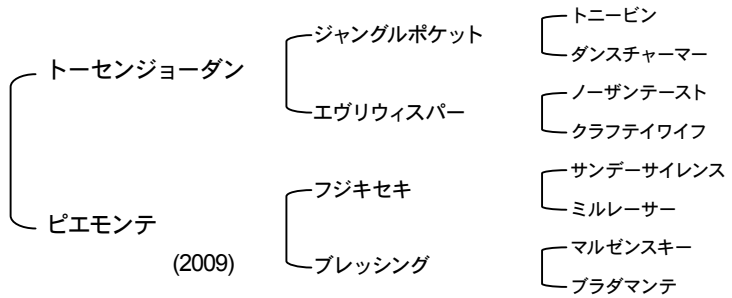 トーセンジョーダン
ピエモンテ
(2009)
ジャングルポケット
エヴリウィスパー
フジキセキ
ブレッシング
トニービン
ダンスチャーマー
ノーザンテースト
クラフテイワイフ
サンデーサイレンス
ミルレーサー
マルゼンスキー
ブラダマンテ